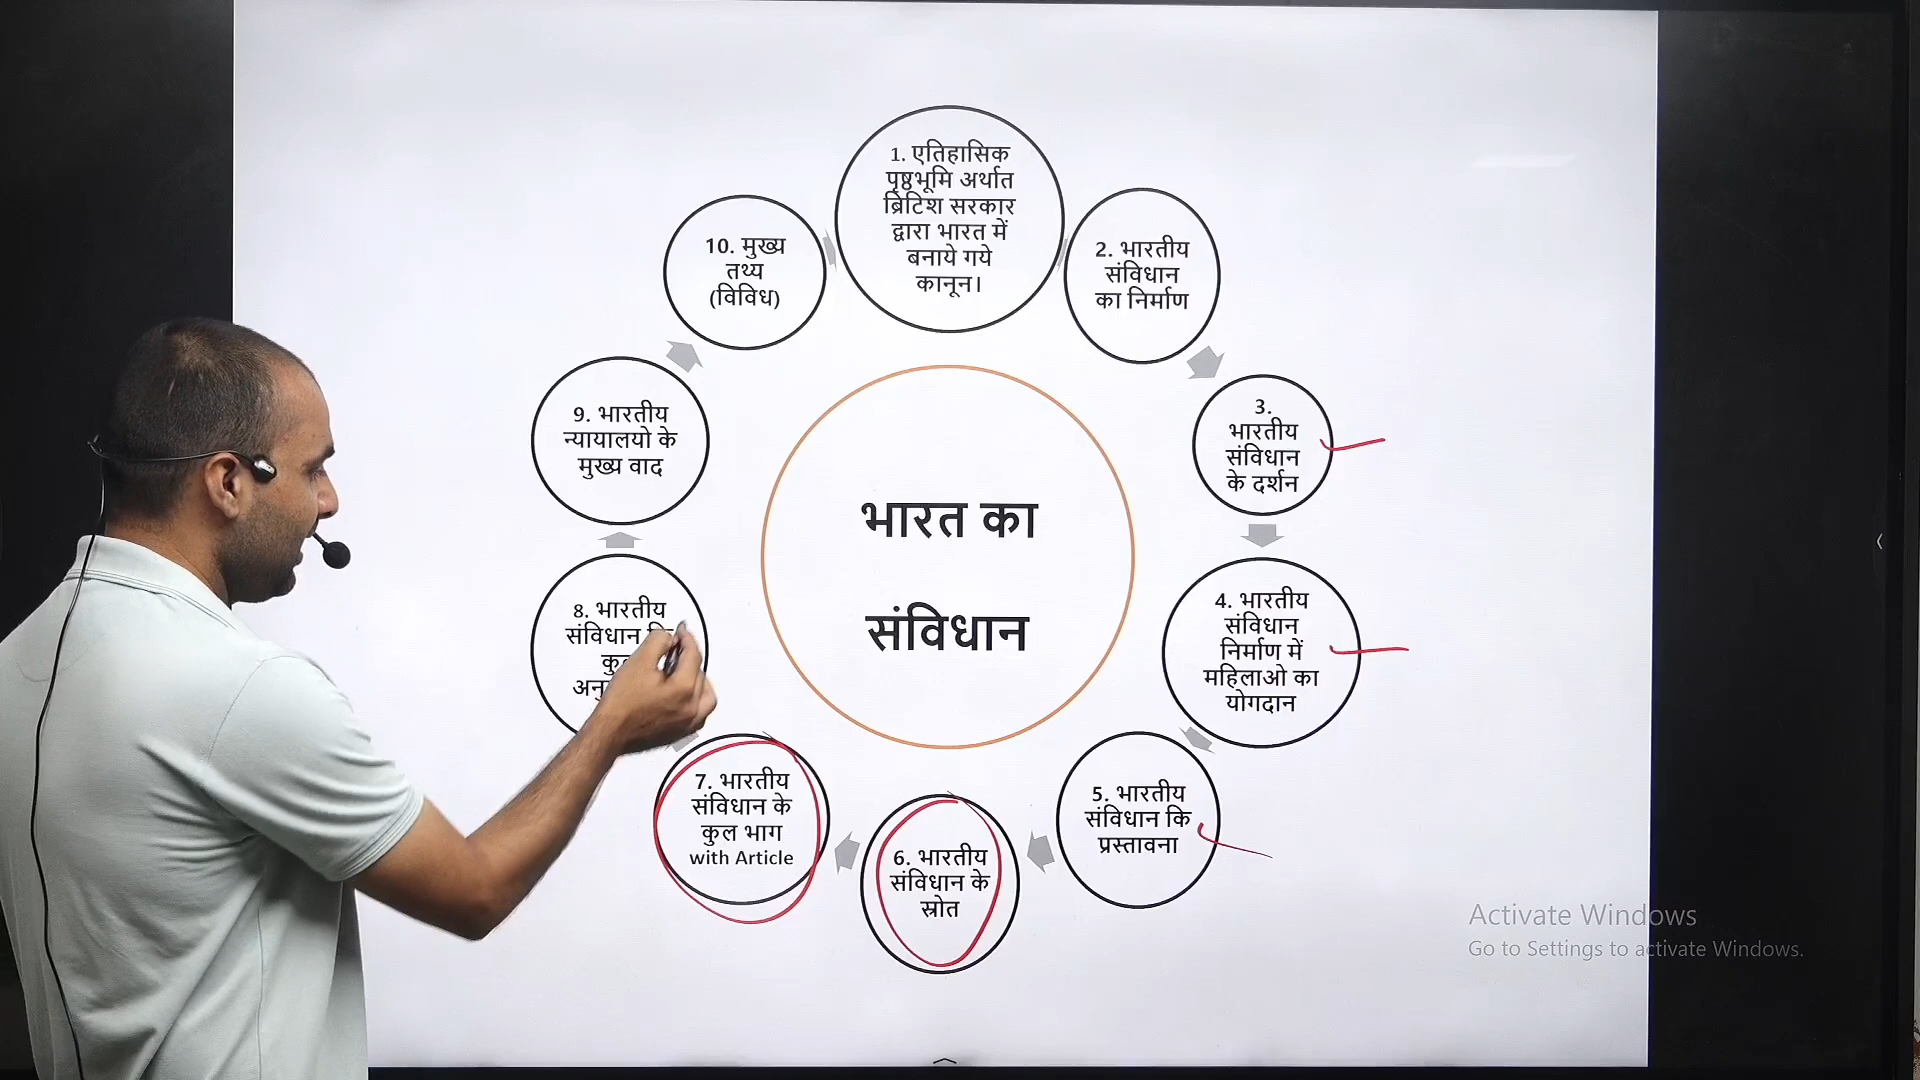 भारत का
संविधान
1. एतिहासिक
पृष्ठभूमि अर्थात
ब्रिटिश सरकार
द्वारा भारत में
बनाये गये
कानून।
2. भारतीय
संविधान
का निर्माण
3.
भारतीय
संविधान
के दर्शन
4. भारतीय
संविधान
निर्माण में
महिलाओ का
योगदान
5. भारतीय
संविधान कि
प्रस्तावना
6. भारतीय
संविधान के
स्रोत
7. भारतीय
संविधान के
कुल भाग
with Article
8. भारतीय
संविधान
9. भारतीय
न्यायालयो के
मुख्य वाद
10. मुख्य
तथ्य
(विविध)
Activate Windows
Go to Settings to activate Windows.